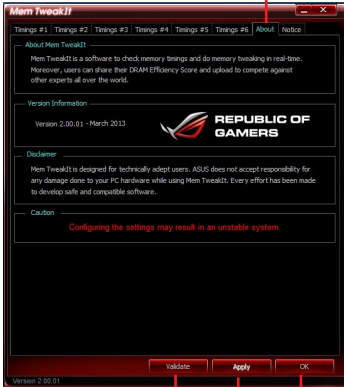 Mem TweakIt
Timings #1 Timings #2 Timings #3 Timings #4 Timings #5 Timings #6 About Notice
About Mem TweakIt
Mem TweakIt is a software to check memory timings and do memory tweaking in real-time.
Moreover, users can share their DRAM Efficiency Score and upload to compete against
other experts all over the world.
Version Information
Version 2.00.01 - March 2013
REPUBLIC OF
GAMERS
Disclaimer
Mem TweakIt is designed for technically adept users. ASUS does not accept responsibility for
any damage done to your PC hardware while using Mem TweakIt. Every effort has been made
to develop safe and compatible software.
Caution
Configuring the settings may result in an unstable system.
Validate Apply OK
Version 2.00.01